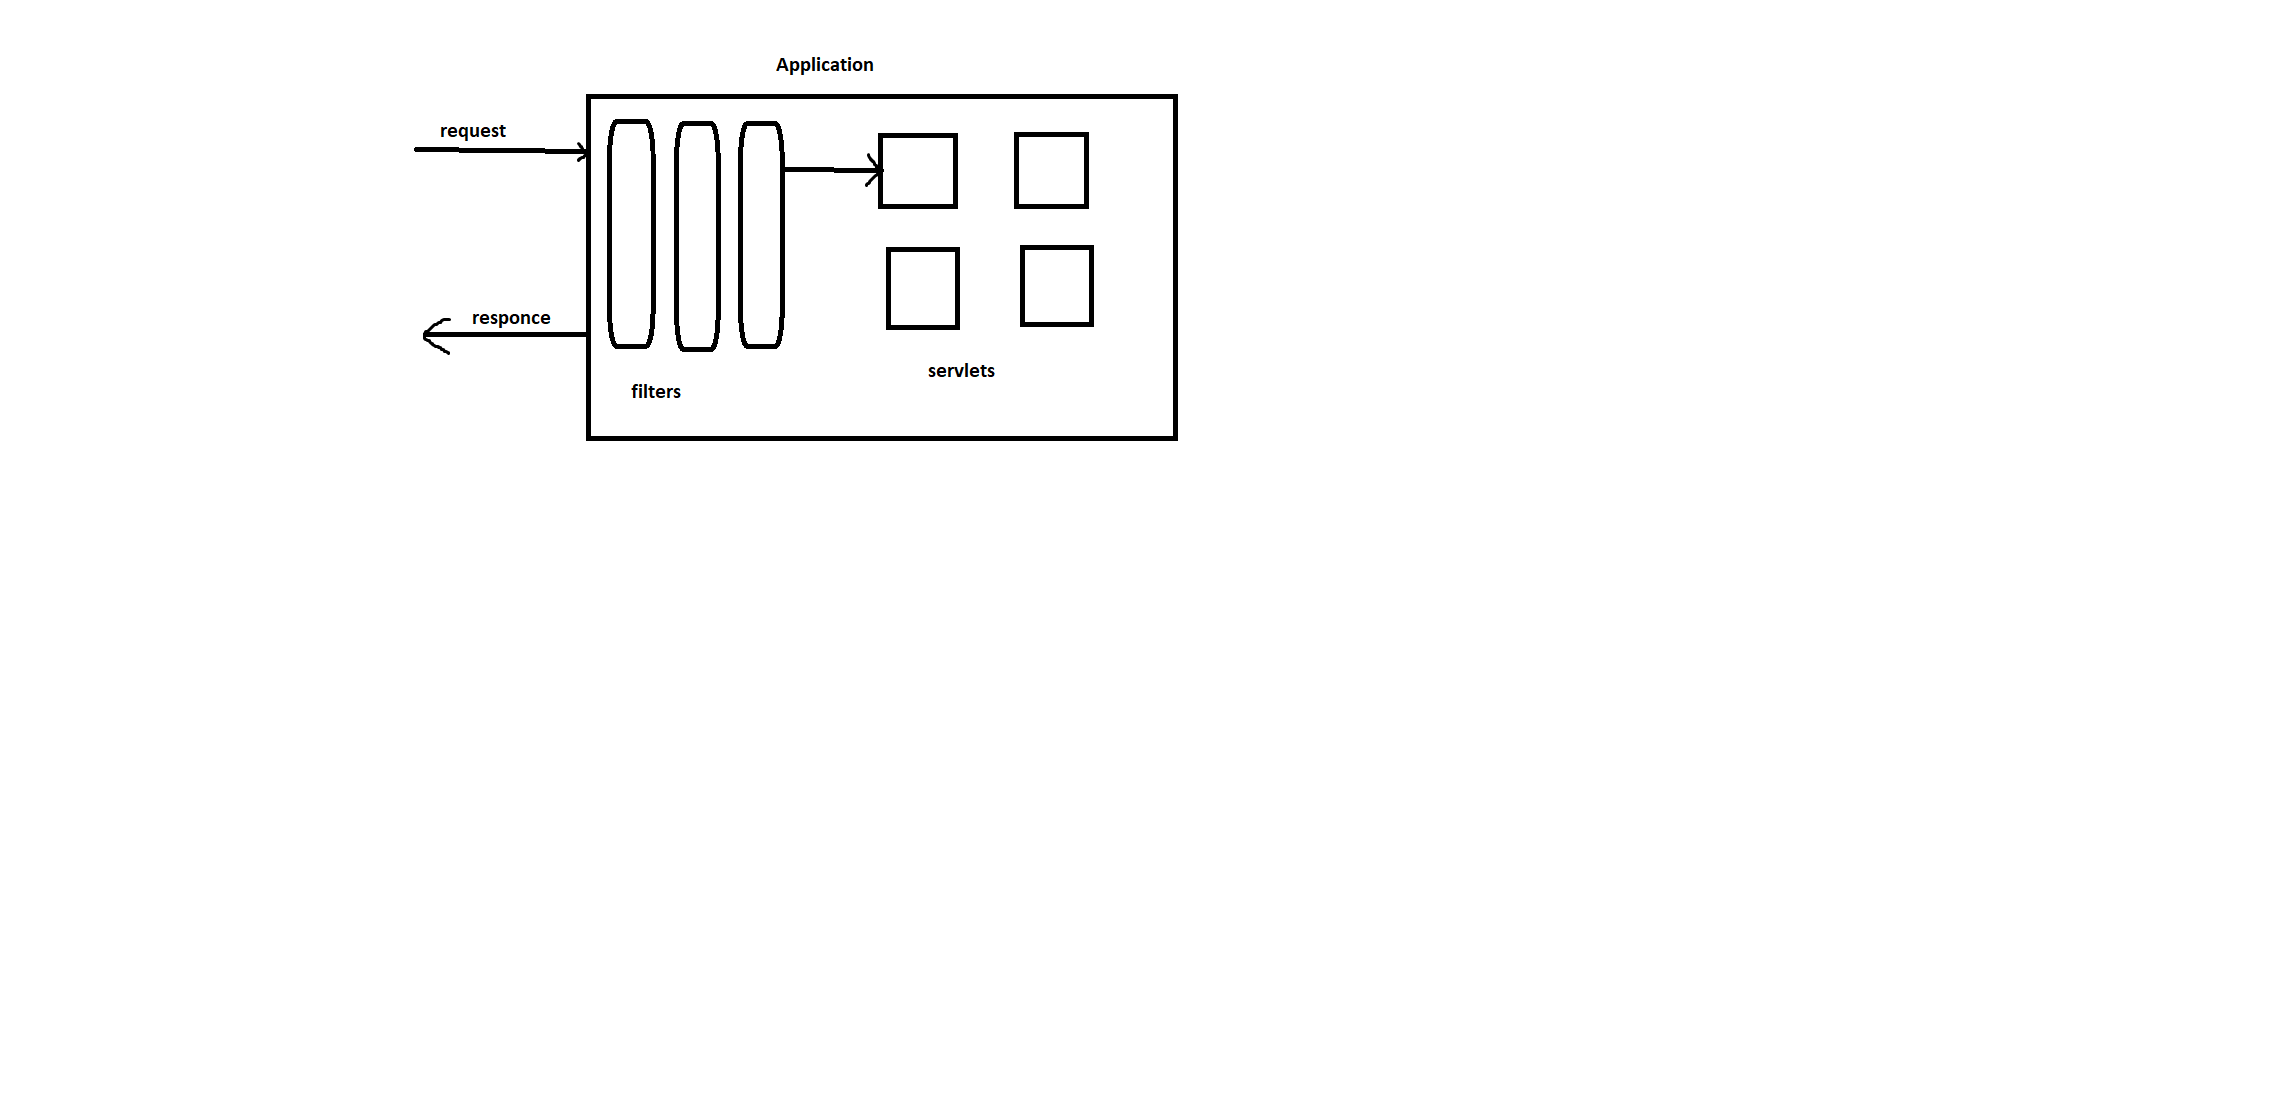 Application
request
responce
servlets
filters